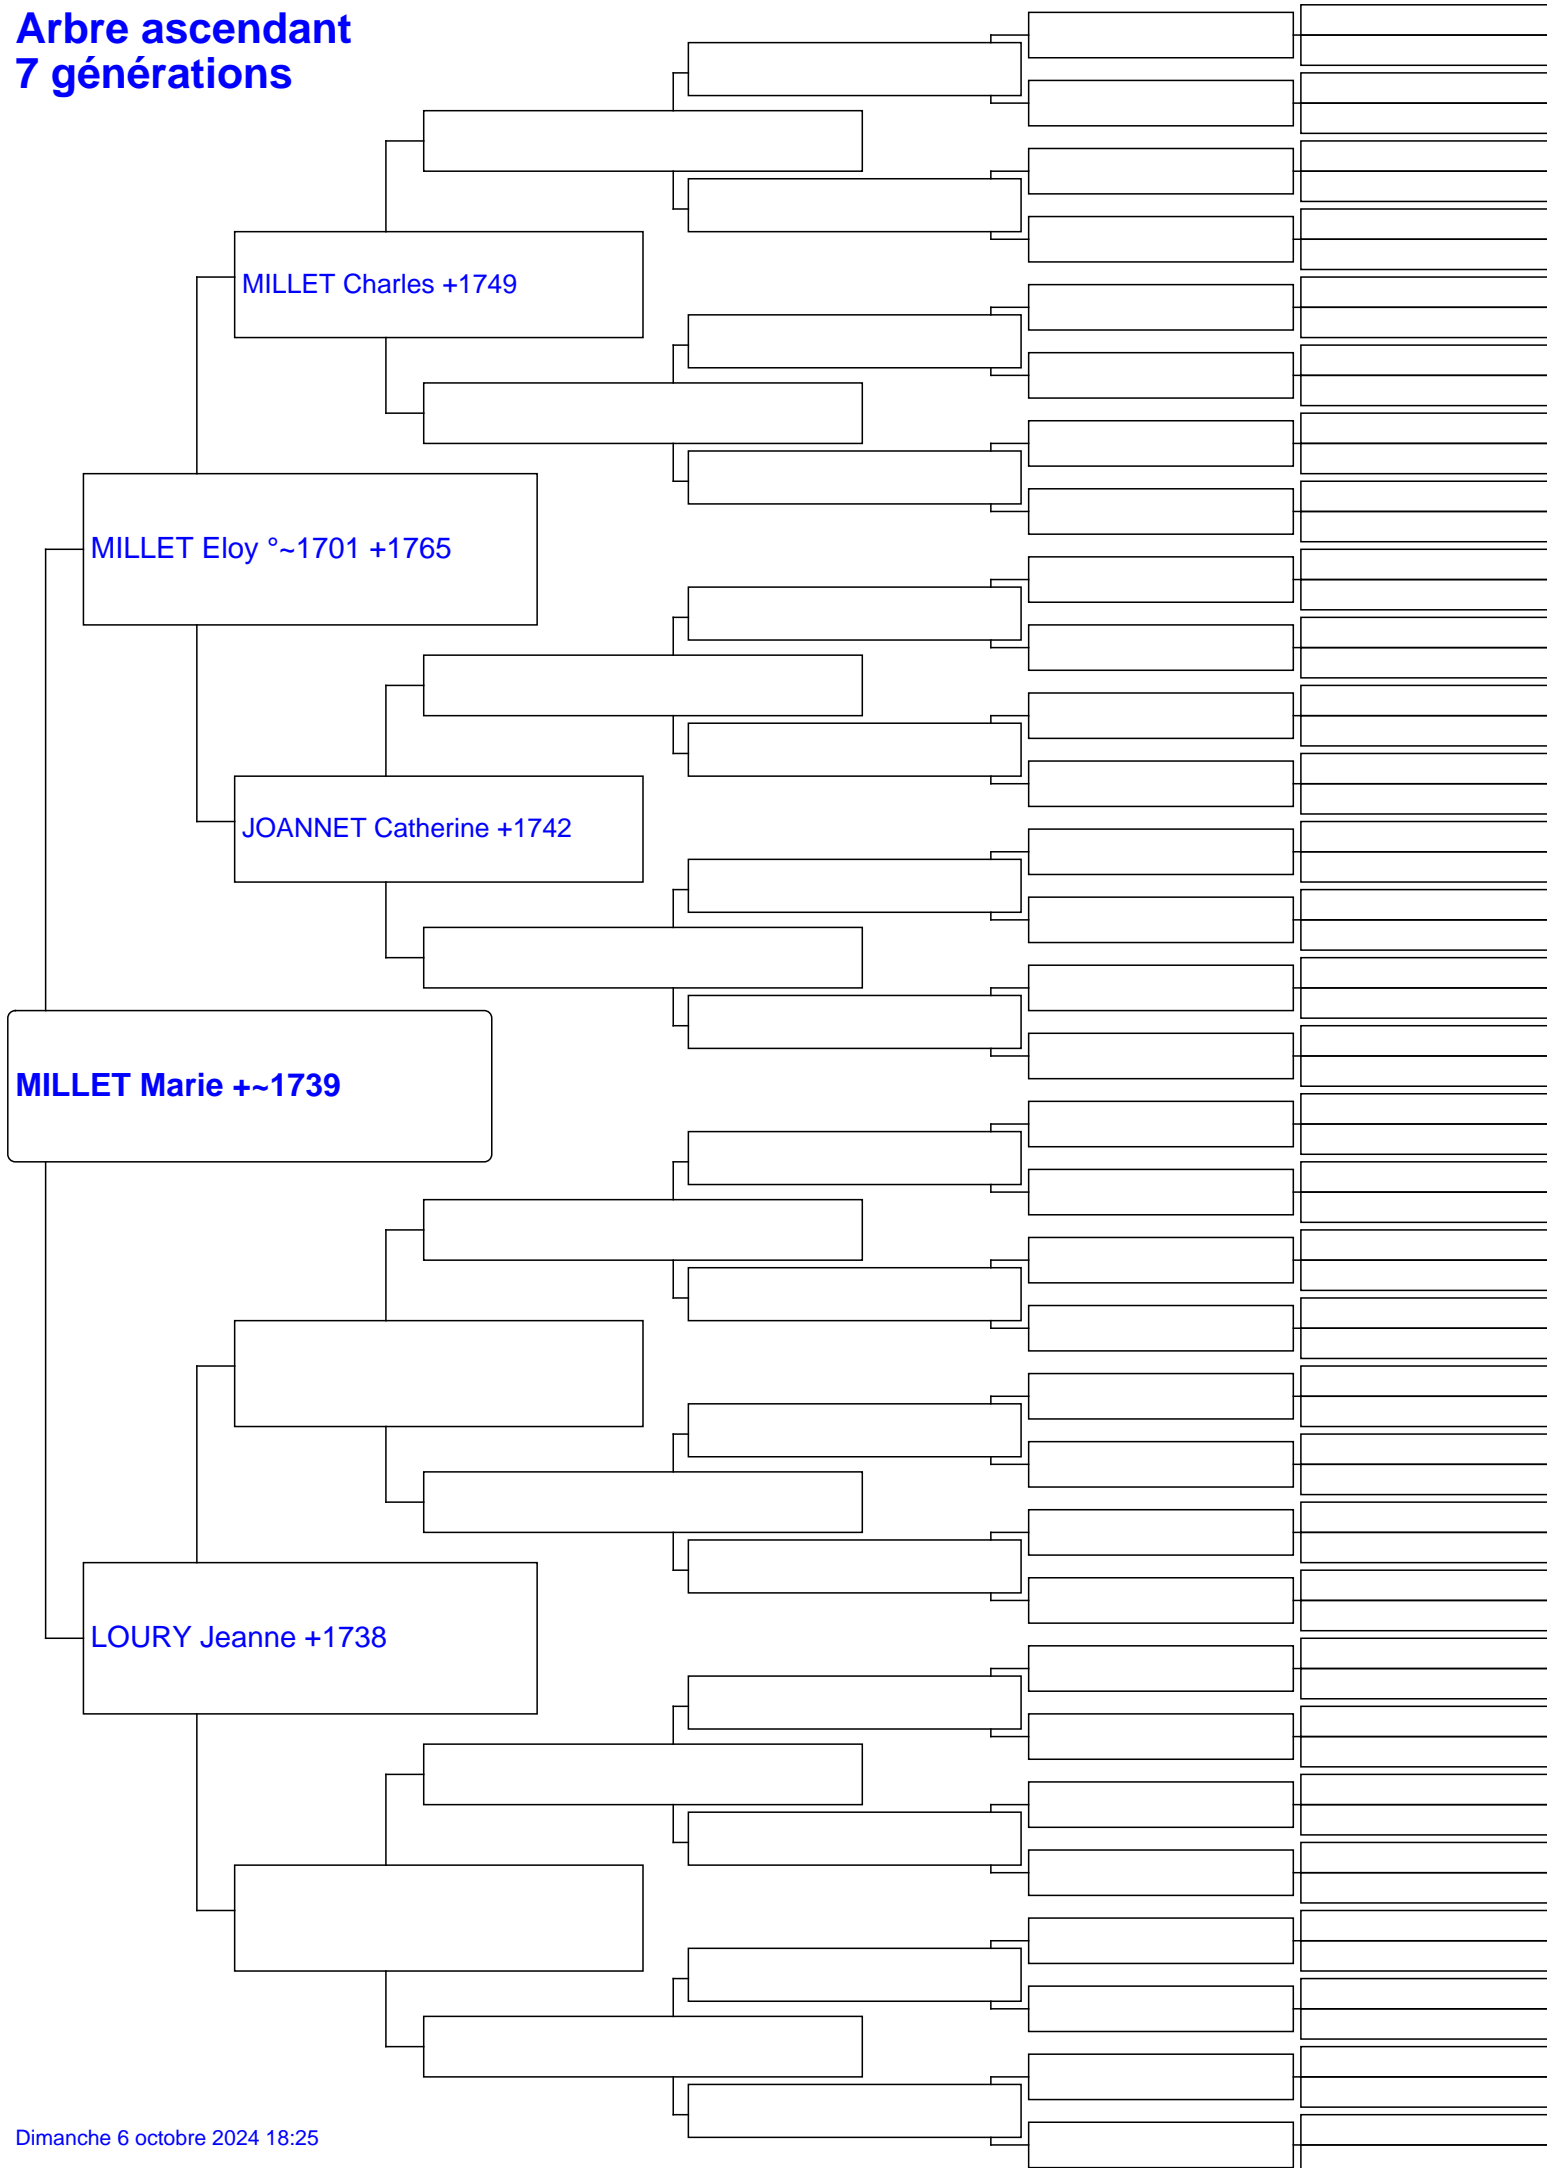 Arbre ascendant
7 générations
MILLET Charles +1749
MILLET Eloy °~1701 +1765
JOANNET Catherine +1742
MILLET Marie +~1739
LOURY Jeanne +1738
Dimanche 6 octobre 2024 18:25